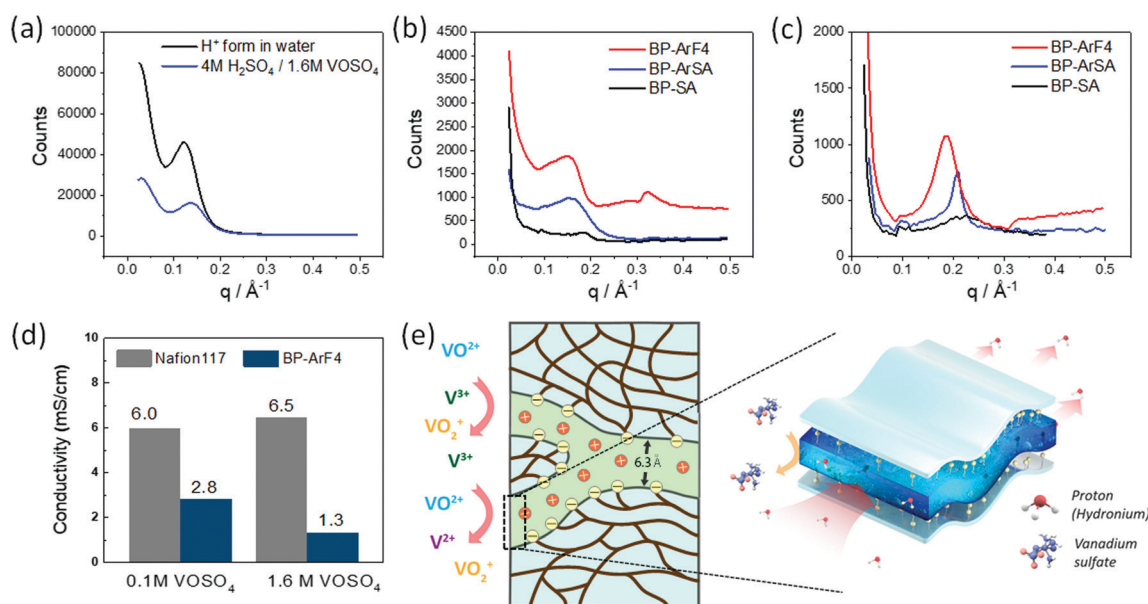 (a)
H⁺ form in water
4M H₂SO₄ / 1.6M VOSO₄
100000
80000
60000
40000
20000
0
Counts
0.0 0.1 0.2 0.3 0.4 0.5
q / Å⁻¹
(b)
BP-ArF4
BP-ArSA
BP-SA
4500
4000
3500
3000
2500
2000
1500
1000
500
0
Counts
0.0 0.1 0.2 0.3 0.4 0.5
q / Å⁻¹
(c)
BP-ArF4
BP-ArSA
BP-SA
2000
1500
1000
500
0
Counts
0.0 0.1 0.2 0.3 0.4 0.5
q / Å⁻¹
(d)
Nafion117 BP-ArF4
10
8
6
4
2
0
Conductivity (mS/cm)
6.0
2.8
6.5
1.3
0.1M VOSO₄ 1.6 M VOSO₄
(e)
VO²⁺
V³⁺
VO₂⁺
V³⁺
VO²⁺
V²⁺
VO₂⁺
6.3 Å
Proton
(Hydronium)
Vanadium
sulfate